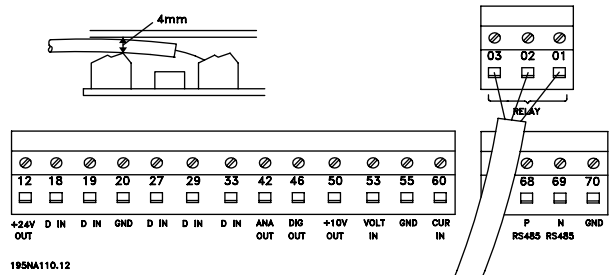 4mm
03 02 01
RELAY
12 18 19 20 27 29 33 42 46 50 53 55 60 68 69 70
+24V OUT
D IN
D IN
GND
D IN
D IN
D IN
ANA OUT
DIG OUT
+10V OUT
VOLT IN
GND
CUR IN
P RS485
N RS485
GND
195NA110.12